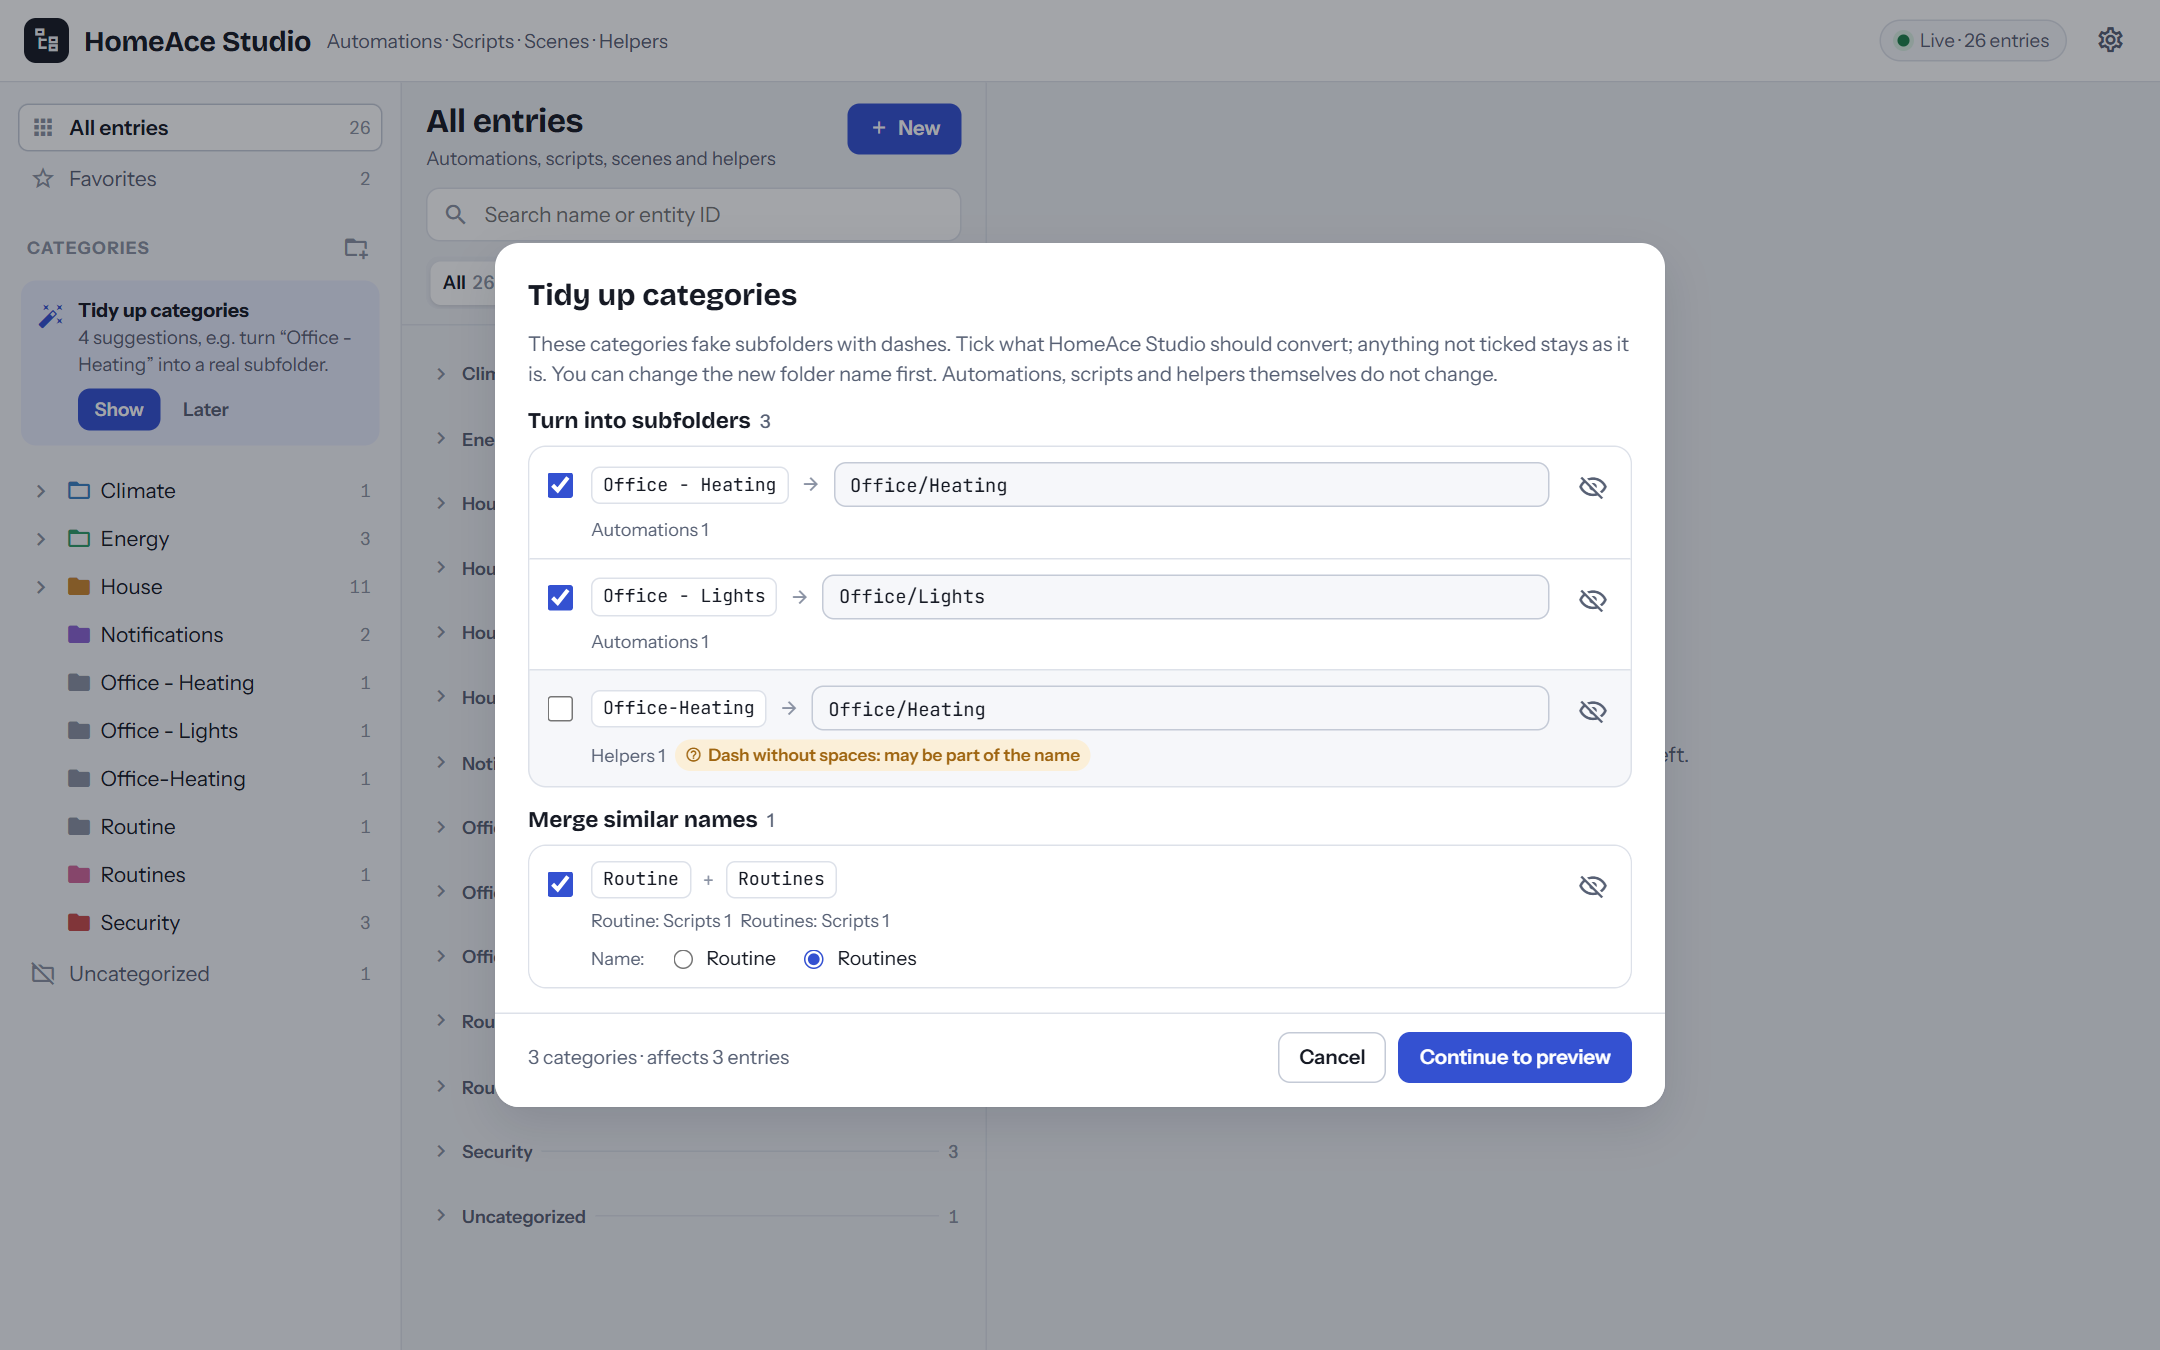 HomeAce Studio
Automations · Scripts · Scenes · Helpers
Live · 26 entries
All entries 26
Favorites 2
CATEGORIES
Tidy up categories
4 suggestions, e.g. turn “Office -
Heating” into a real subfolder.
Show Later
Climate 1
Energy 3
House 11
Notifications 2
Office - Heating 1
Office - Lights 1
Office-Heating 1
Routine 1
Routines 1
Security 3
Uncategorized 1
All entries
+ New
Automations, scripts, scenes and helpers
Search name or entity ID
All 26
Security 3
Uncategorized 1
Tidy up categories
These categories fake subfolders with dashes. Tick what HomeAce Studio should convert; anything not ticked stays as it
is. You can change the new folder name first. Automations, scripts and helpers themselves do not change.
Turn into subfolders 3
Office - Heating → Office/Heating
Automations 1
Office - Lights → Office/Lights
Automations 1
Office-Heating → Office/Heating
Helpers 1 Dash without spaces: may be part of the name
Merge similar names 1
Routine + Routines
Routine: Scripts 1 Routines: Scripts 1
Name: Routine Routines
3 categories · affects 3 entries
Cancel
Continue to preview